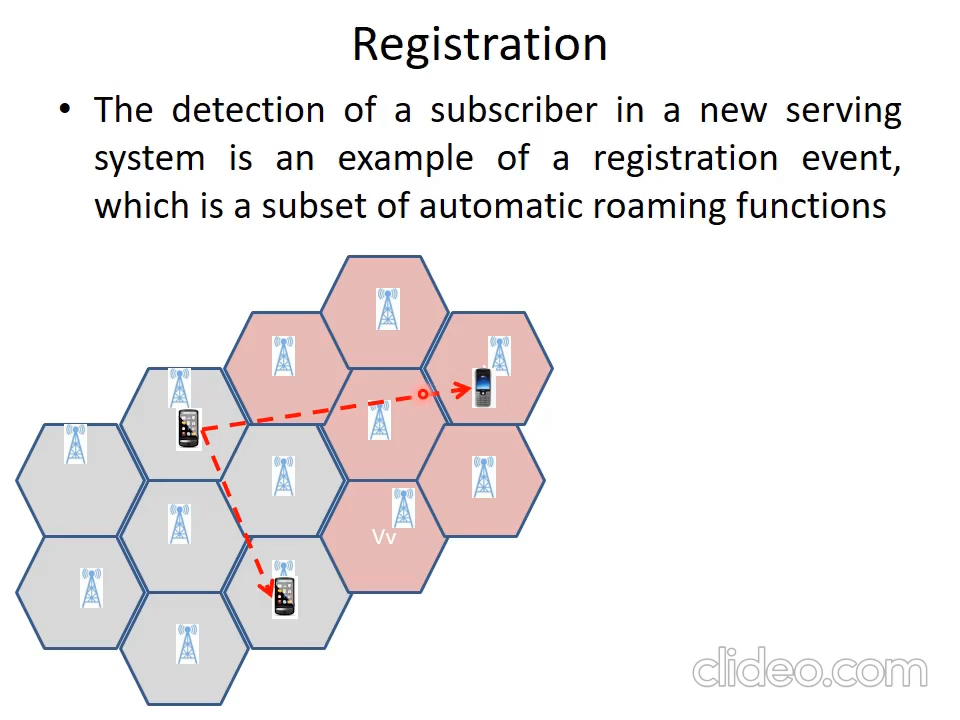 Registration
• The detection of a subscriber in a new serving
system is an example of a registration event,
which is a subset of automatic roaming functions
Vv
clideo.com